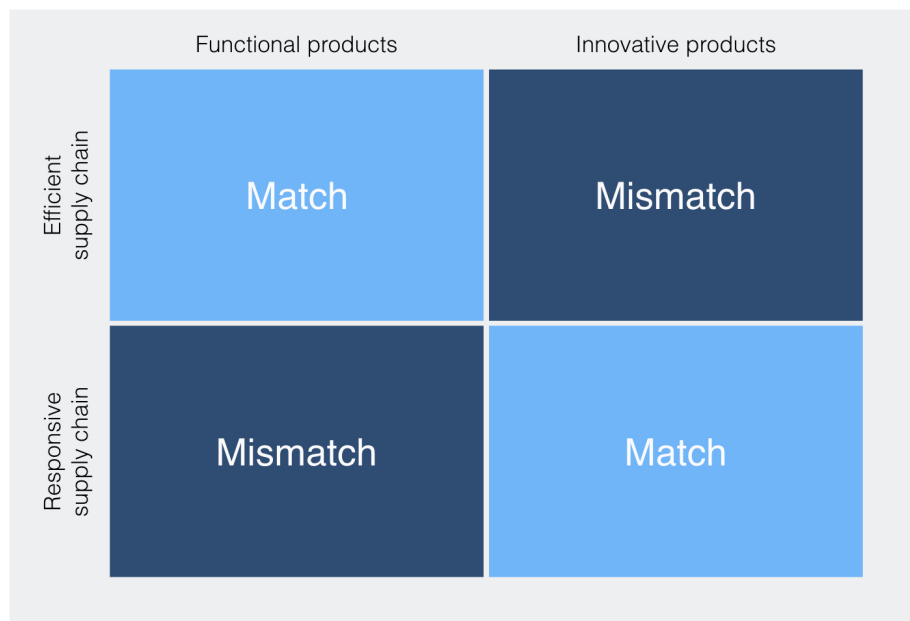 Functional products
Innovative products
Efficient
supply chain
Match
Mismatch
Responsive
supply chain
Mismatch
Match